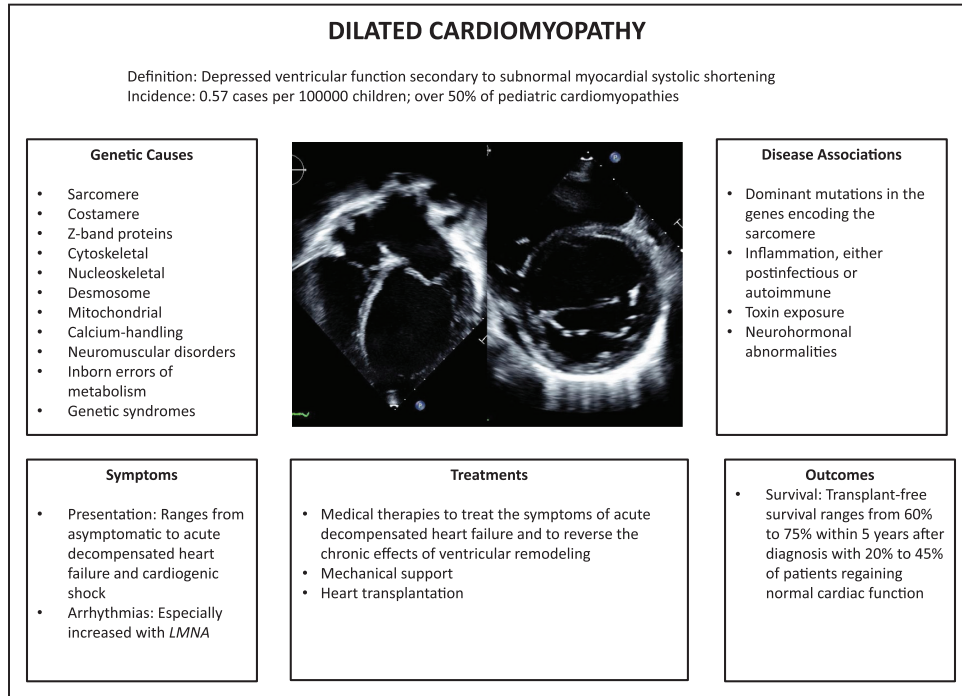 DILATED CARDIOMYOPATHY
Definition: Depressed ventricular function secondary to subnormal myocardial systolic shortening
Incidence: 0.57 cases per 100000 children; over 50% of pediatric cardiomyopathies
Genetic Causes
• Sarcomere
• Costamere
• Z-band proteins
• Cytoskeletal
• Nucleoskeletal
• Desmosome
• Mitochondrial
• Calcium-handling
• Neuromuscular disorders
• Inborn errors of
metabolism
• Genetic syndromes
P
P
Disease Associations
• Dominant mutations in the
genes encoding the
sarcomere
• Inflammation, either
postinfectious or
autoimmune
• Toxin exposure
• Neurohormonal
abnormalities
Symptoms
• Presentation: Ranges from
asymptomatic to acute
decompensated heart
failure and cardiogenic
shock
• Arrhythmias: Especially
increased with LMNA
Treatments
• Medical therapies to treat the symptoms of acute
decompensated heart failure and to reverse the
chronic effects of ventricular remodeling
• Mechanical support
• Heart transplantation
Outcomes
• Survival: Transplant-free
survival ranges from 60%
to 75% within 5 years after
diagnosis with 20% to 45%
of patients regaining
normal cardiac function